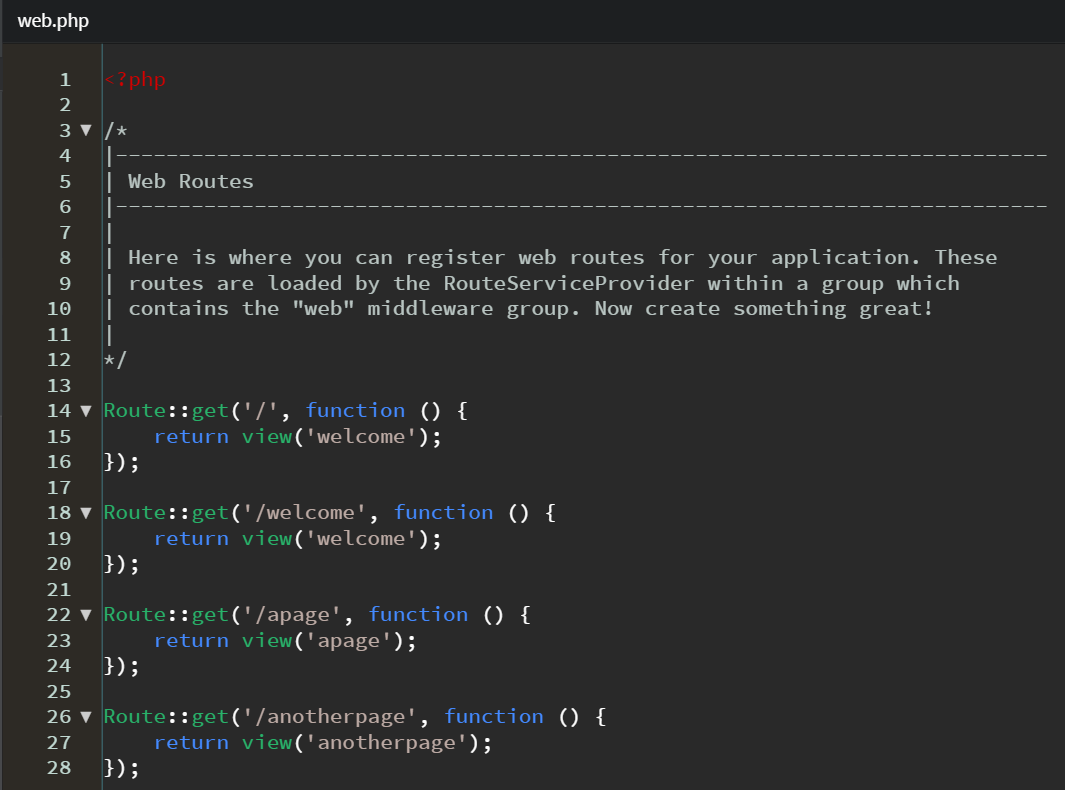 web.php
1 <?php
2
3 ▼ /*
4 |--------------------------------------------------------------------------
5 | Web Routes
6 |--------------------------------------------------------------------------
7 |
8 | Here is where you can register web routes for your application. These
9 | routes are loaded by the RouteServiceProvider within a group which
10 | contains the "web" middleware group. Now create something great!
11 |
12 */
13
14 ▼ Route::get('/', function () {
15     return view('welcome');
16 });
17
18 ▼ Route::get('/welcome', function () {
19     return view('welcome');
20 });
21
22 ▼ Route::get('/apage', function () {
23     return view('apage');
24 });
25
26 ▼ Route::get('/anotherpage', function () {
27     return view('anotherpage');
28 });